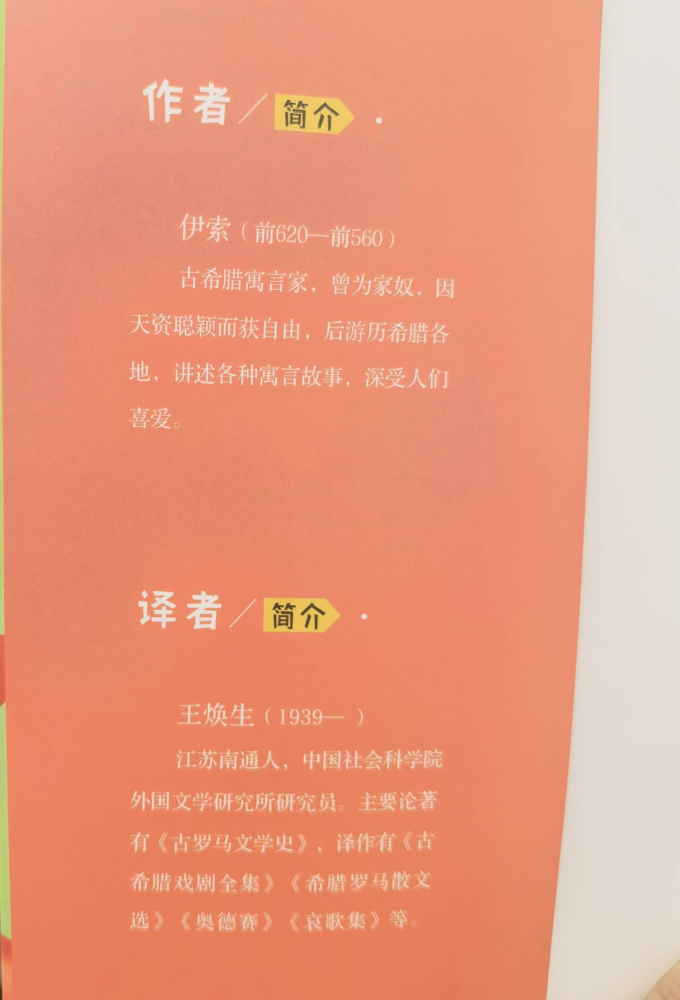 作者／简介 ·
伊索（前620—前560）
古希腊寓言家，曾为家奴，因
天资聪颖而获自由，后游历希腊各
地，讲述各种寓言故事，深受人们
喜爱。
译者／简介 ·
王焕生（1939— ）
江苏南通人，中国社会科学院
外国文学研究所研究员。主要论著
有《古罗马文学史》，译作有《古
希腊戏剧全集》《希腊罗马散文
选》《奥德赛》《哀歌集》等。